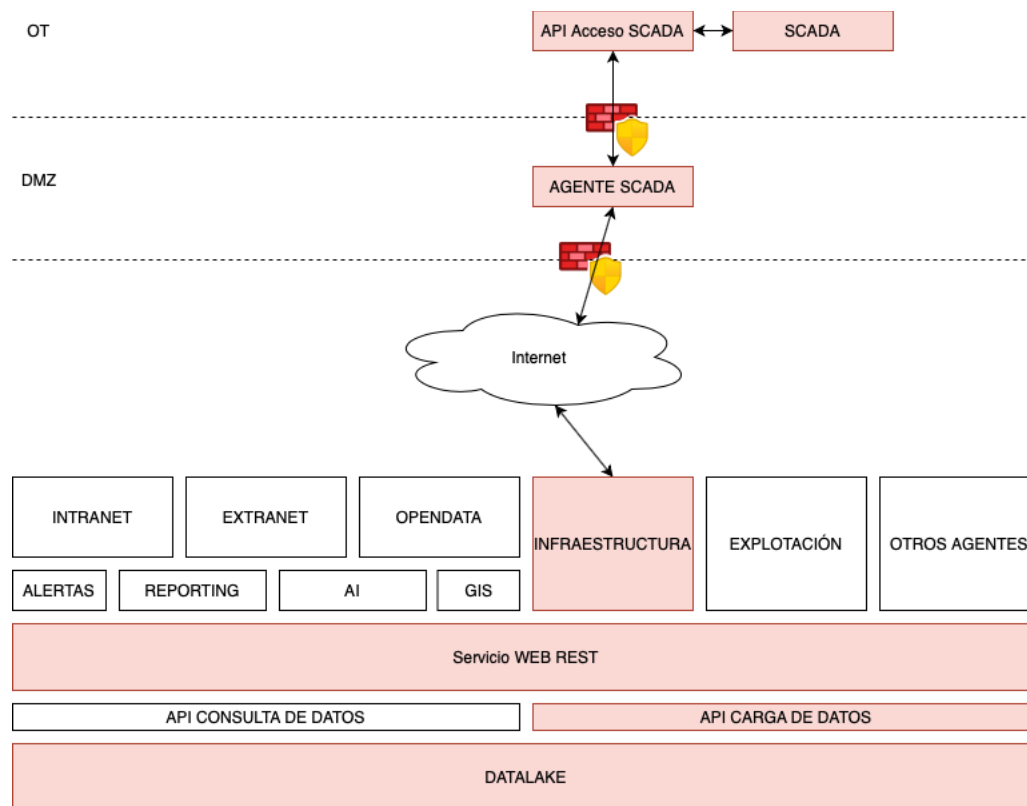 OT
API Acceso SCADA
SCADA
DMZ
AGENTE SCADA
Internet
INTRANET
EXTRANET
OPENDATA
INFRAESTRUCTURA
EXPLOTACIÓN
OTROS AGENTES
ALERTAS
REPORTING
AI
GIS
Servicio WEB REST
API CONSULTA DE DATOS
API CARGA DE DATOS
DATALAKE